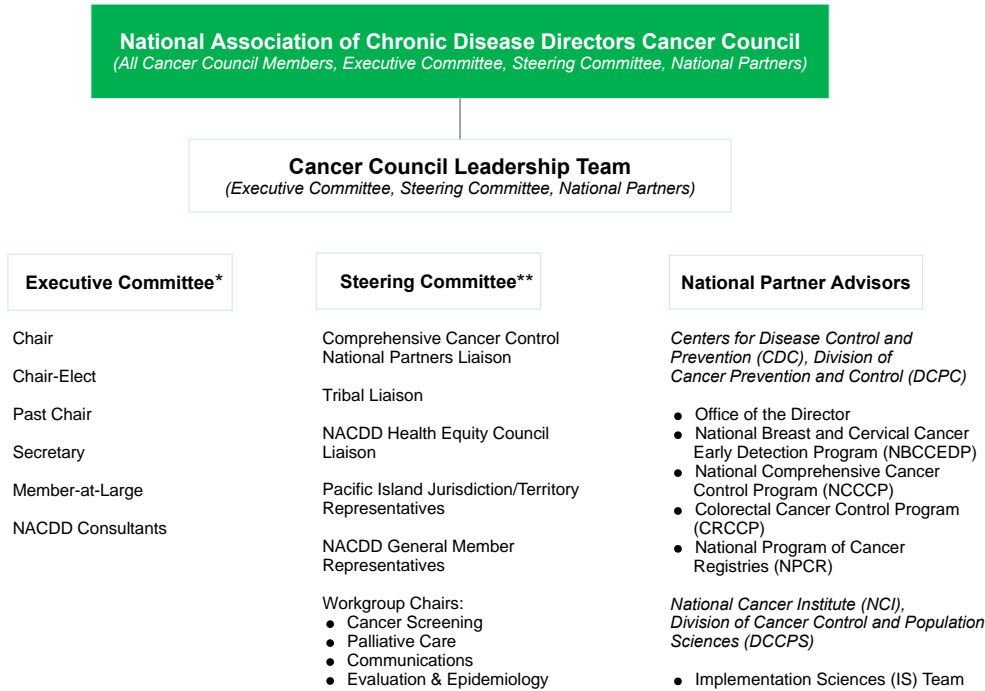 National Association of Chronic Disease Directors Cancer Council
(All Cancer Council Members, Executive Committee, Steering Committee, National Partners)
Cancer Council Leadership Team
(Executive Committee, Steering Committee, National Partners)
Executive Committee*
Chair
Chair-Elect
Past Chair
Secretary
Member-at-Large
NACDD Consultants
Steering Committee**
Comprehensive Cancer Control
National Partners Liaison
Tribal Liaison
NACDD Health Equity Council
Liaison
Pacific Island Jurisdiction/Territory
Representatives
NACDD General Member
Representatives
Workgroup Chairs:
● Cancer Screening
● Palliative Care
● Communications
● Evaluation & Epidemiology
National Partner Advisors
Centers for Disease Control and
Prevention (CDC), Division of
Cancer Prevention and Control (DCPC)
● Office of the Director
● National Breast and Cervical Cancer
Early Detection Program (NBCCEDP)
● National Comprehensive Cancer
Control Program (NCCCP)
● Colorectal Cancer Control Program
(CRCCP)
● National Program of Cancer
Registries (NPCR)
National Cancer Institute (NCI),
Division of Cancer Control and Population
Sciences (DCCPS)
● Implementation Sciences (IS) Team